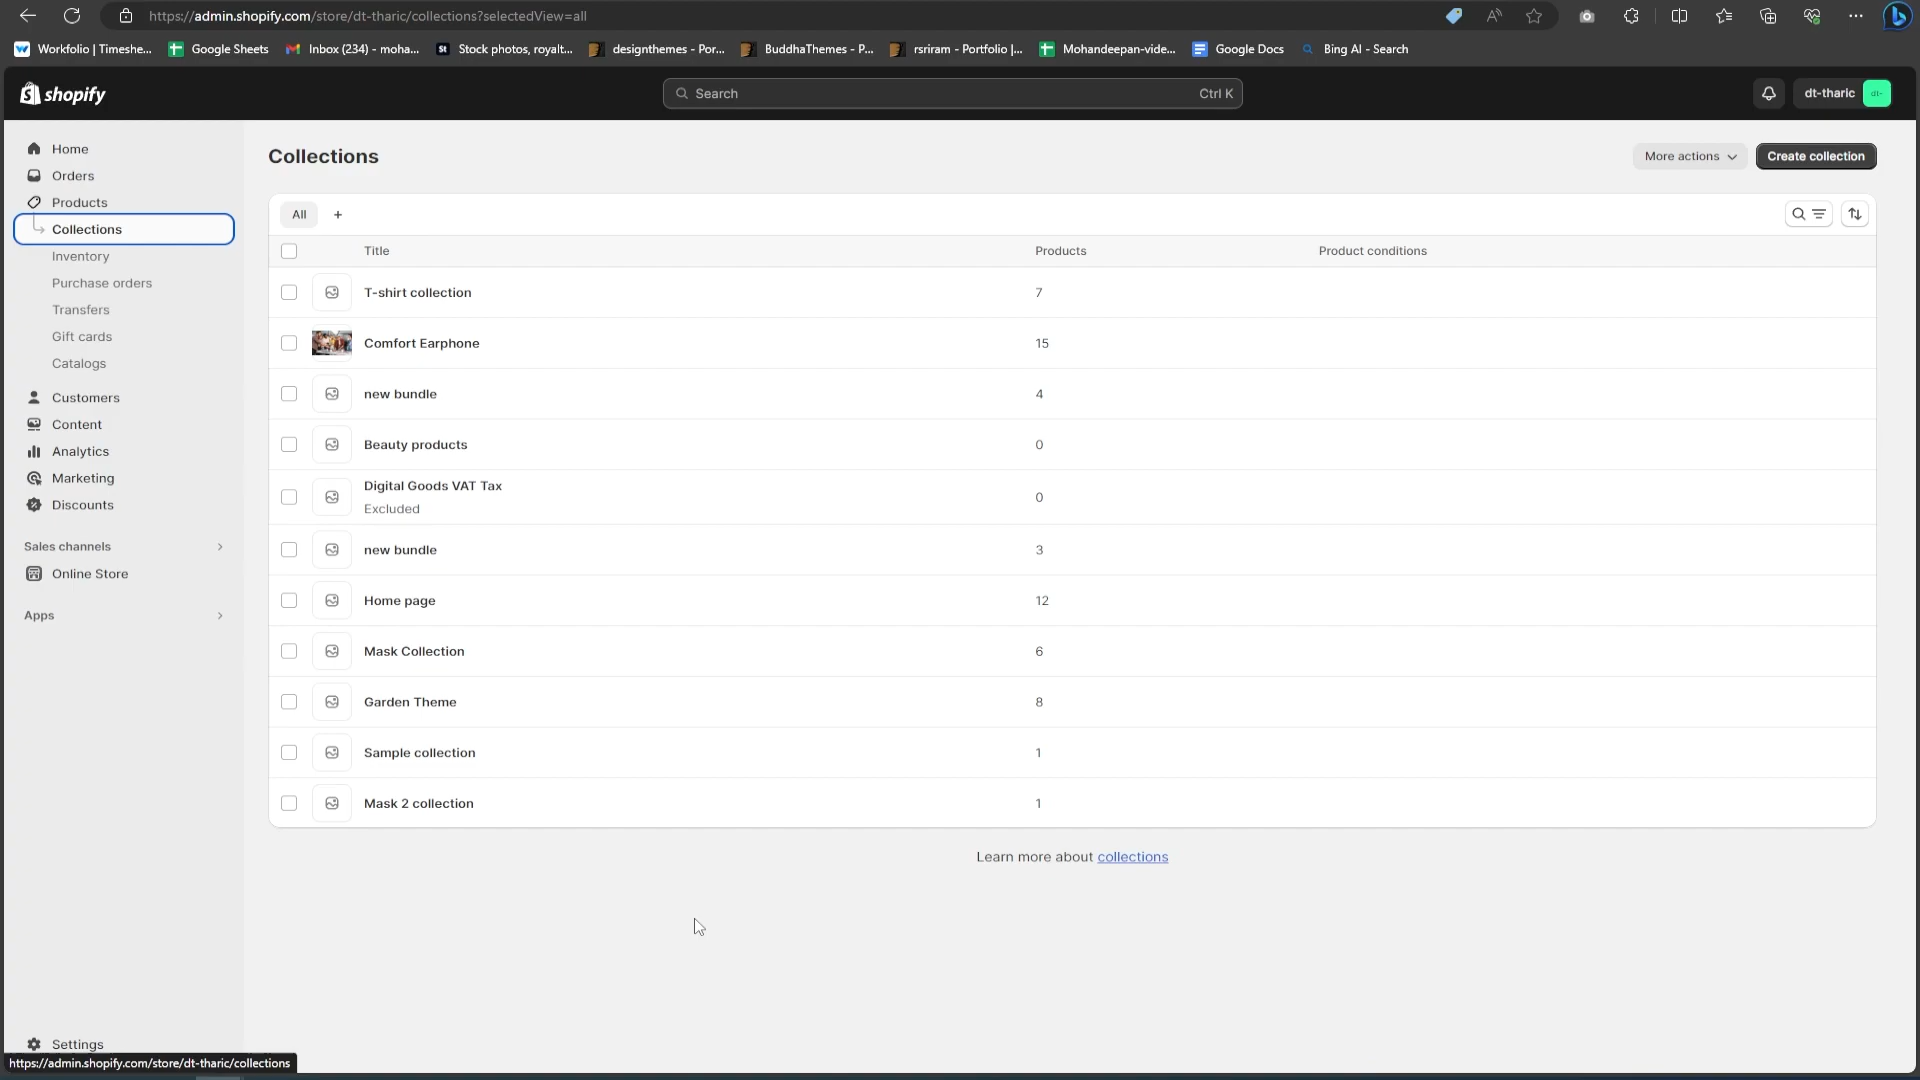 https://admin.shopify.com/store/dt-tharic/collections?selectedView=all
Workfolio | Timeshe...
Google Sheets
Inbox (234) - moha...
St
Stock photos, royalt...
designthemes - Por...
BuddhaThemes - P...
rsriram - Portfolio |...
Mohandeepan-vide...
Google Docs
Bing AI - Search
shopify
Search
Ctrl K
dt-tharic
dt-
Home
Orders
Products
Collections
Inventory
Purchase orders
Transfers
Gift cards
Catalogs
Customers
Content
Analytics
Marketing
Discounts
Sales channels
Online Store
Apps
Settings
Collections
More actions
Create collection
All
+
Title Products Product conditions
T-shirt collection 7
Comfort Earphone 15
new bundle 4
Beauty products 0
Digital Goods VAT Tax 0
Excluded
new bundle 3
Home page 12
Mask Collection 6
Garden Theme 8
Sample collection 1
Mask 2 collection 1
Learn more about collections
https://admin.shopify.com/store/dt-tharic/collections